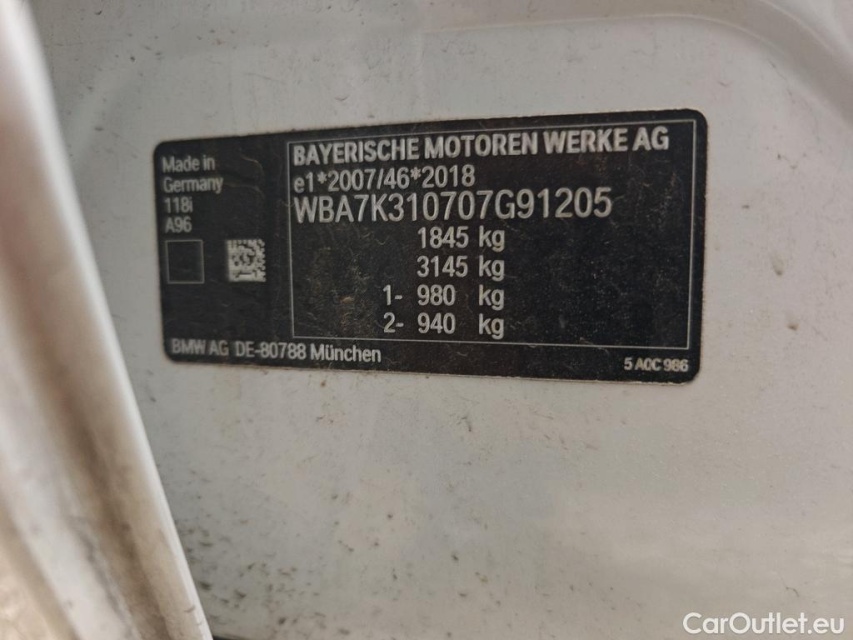 Made in
Germany
118i
A96
BAYERISCHE MOTOREN WERKE AG
e1*2007/46*2018
WBA7K310707G91205
1845 kg
3145 kg
1- 980 kg
2- 940 kg
BMW AG DE-80788 München
5 A0C 986
CarOutlet.eu